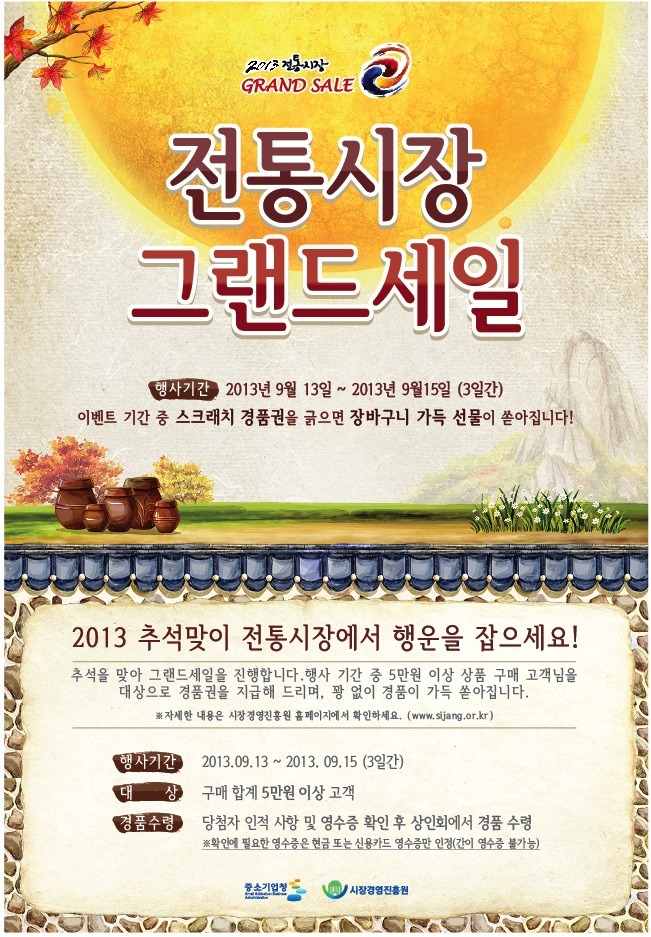 2013 전통시장
GRAND SALE
전통시장
그랜드세일
행사기간 2013년 9월 13일 ~ 2013년 9월15일 (3일간)
이벤트 기간 중 스크래치 경품권을 긁으면 장바구니 가득 선물이 쏟아집니다!
2013 추석맞이 전통시장에서 행운을 잡으세요!
추석을 맞아 그랜드세일을 진행합니다.행사 기간 중 5만원 이상 상품 구매 고객님을
대상으로 경품권을 지급해 드리며, 꽝 없이 경품이 가득 쏟아집니다.
※자세한 내용은 시장경영진흥원 홈페이지에서 확인하세요. (www.sijang.or.kr)
행사기간 2013.09.13 ~ 2013. 09.15 (3일간)
대 상 구매 합계 5만원 이상 고객
경품수령 당첨자 인적 사항 및 영수증 확인 후 상인회에서 경품 수령
※확인에 필요한 영수증은 현금 또는 신용카드 영수증만 인정(간이 영수증 불가능)
중소기업청 시장경영진흥원